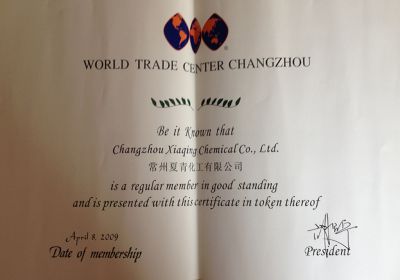 ®
WORLD TRADE CENTER CHANGZHOU
Be it Known that
Changzhou Xiaqing Chemical Co., Ltd.
常州夏青化工有限公司
is a regular member in good standing
and is presented with this certificate in token thereof
April 8, 2009
Date of membership
President